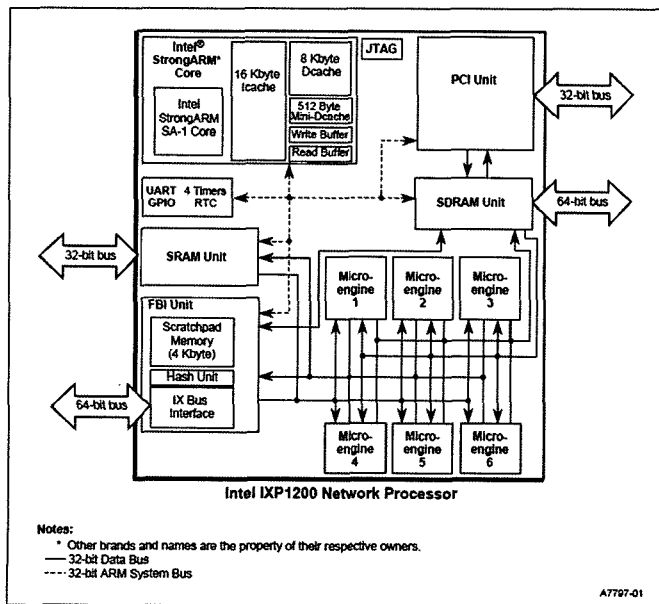 Intel®
StrongARM*
Core
Intel
StrongARM
SA-1 Core
16 Kbyte
Icache
8 Kbyte
Dcache
512 Byte
Mini-Dcache
Write Buffer
Read Buffer
JTAG
PCI Unit
32-bit bus
UART 4 Timers
GPIO RTC
SDRAM Unit
64-bit bus
32-bit bus
SRAM Unit
FBI Unit
Scratchpad
Memory
(4 Kbyte)
Hash Unit
IX Bus
Interface
64-bit bus
Micro-
engine
1
Micro-
engine
2
Micro-
engine
3
Micro-
engine
4
Micro-
engine
5
Micro-
engine
6
Intel IXP1200 Network Processor
Notes:
* Other brands and names are the property of their respective owners.
32-bit Data Bus
32-bit ARM System Bus
A7797-01